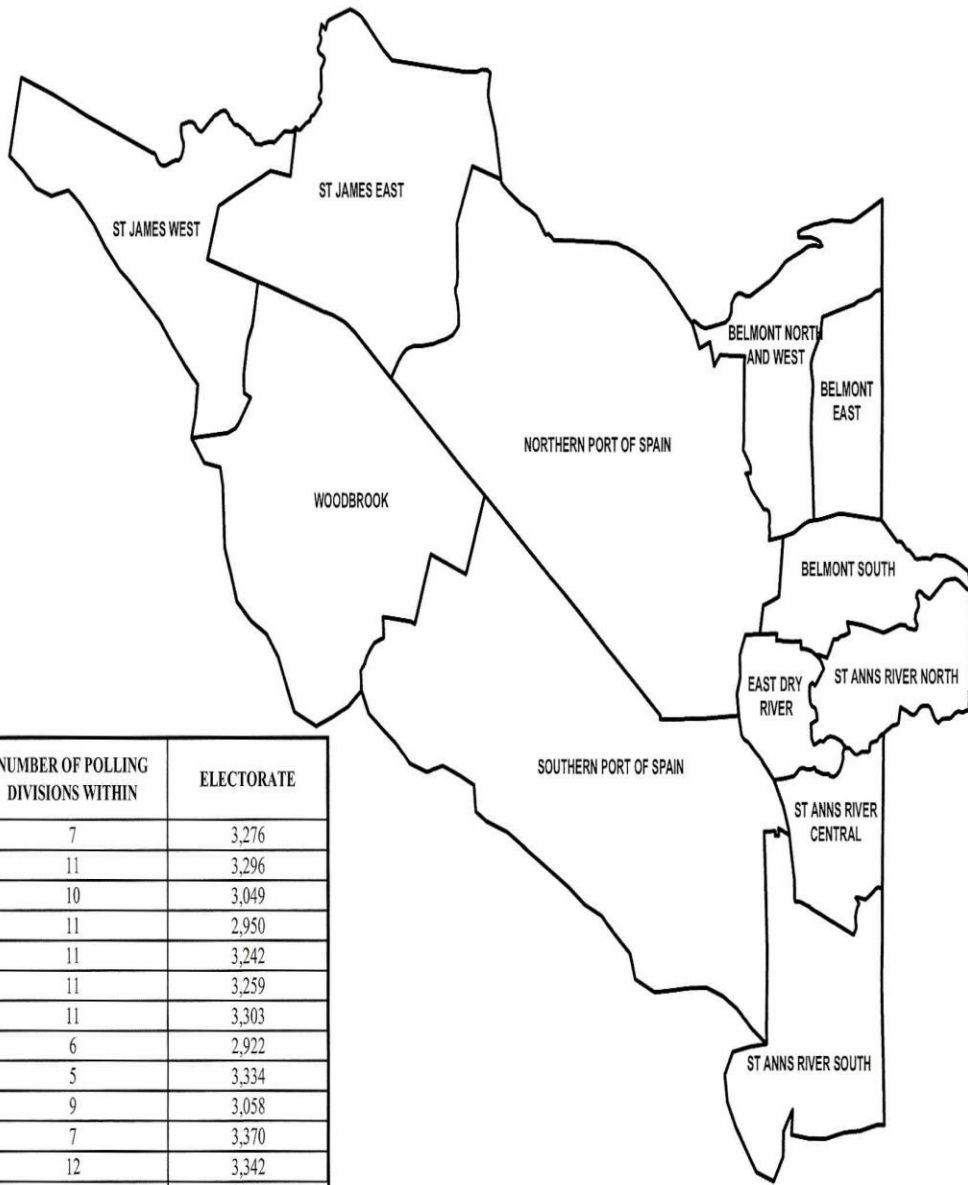 ST JAMES EAST
ST JAMES WEST
BELMONT NORTH
AND WEST
BELMONT
EAST
NORTHERN PORT OF SPAIN
WOODBROOK
BELMONT SOUTH
ST ANNS RIVER NORTH
EAST DRY
RIVER
SOUTHERN PORT OF SPAIN
ST ANNS RIVER
CENTRAL
ST ANNS RIVER SOUTH
NUMBER OF POLLING
DIVISIONS WITHIN
ELECTORATE
7 3,276
11 3,296
10 3,049
11 2,950
11 3,242
11 3,259
11 3,303
6 2,922
5 3,334
9 3,058
7 3,370
12 3,342